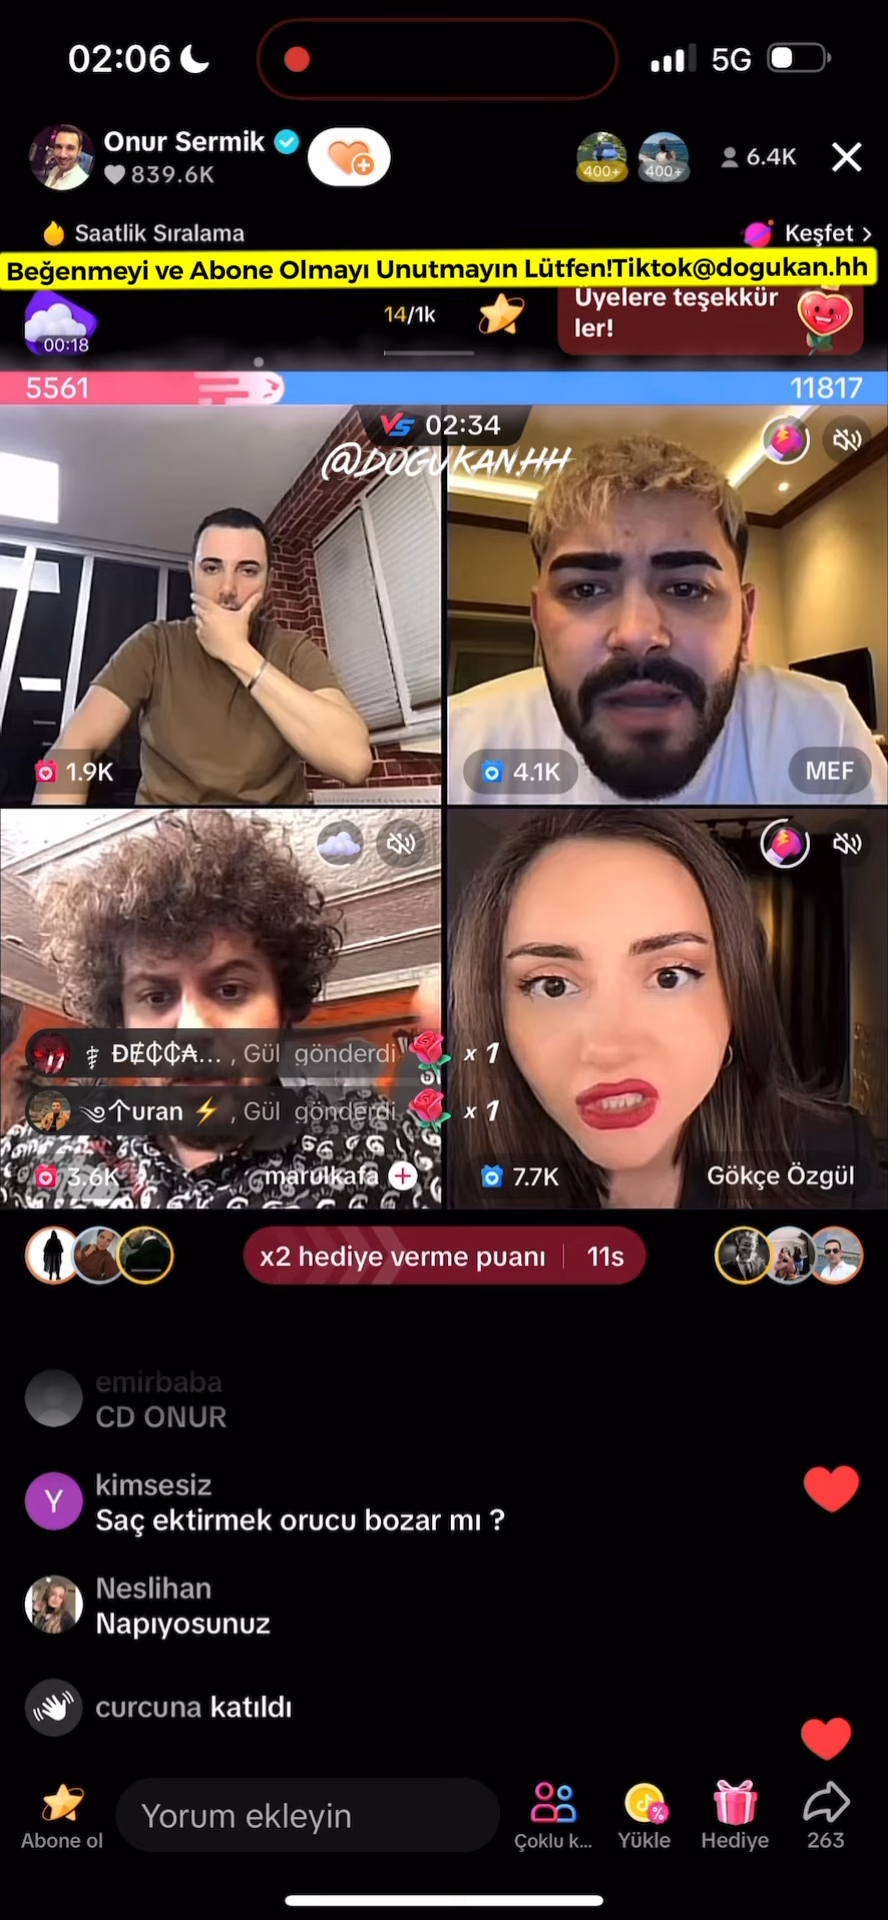 02:06
5G
Onur Sermik
839.6K
400+
400+
6.4K
Saatlik Sıralama
Keşfet >
Beğenmeyi ve Abone Olmayı Unutmayın Lütfen!Tiktok@dogukan.hh
00:18
14/1k
Üyelere teşekkür
ler!
5561
11817
VS 02:34
@DOGUKAN.HH
1.9K
4.1K
MEF
ĐɆ₵₵₳... , Gül gönderdi x 1
uran ⚡ , Gül gönderdi x 1
3.6K
marulkafa
7.7K
Gökçe Özgül
x2 hediye verme puanı | 11s
emirbaba
CD ONUR
Y
kimsesiz
Saç ektirmek orucu bozar mı ?
Neslihan
Napıyosunuz
curcuna katıldı
Yorum ekleyin
Abone ol
Çoklu k...
Yükle
Hediye
263